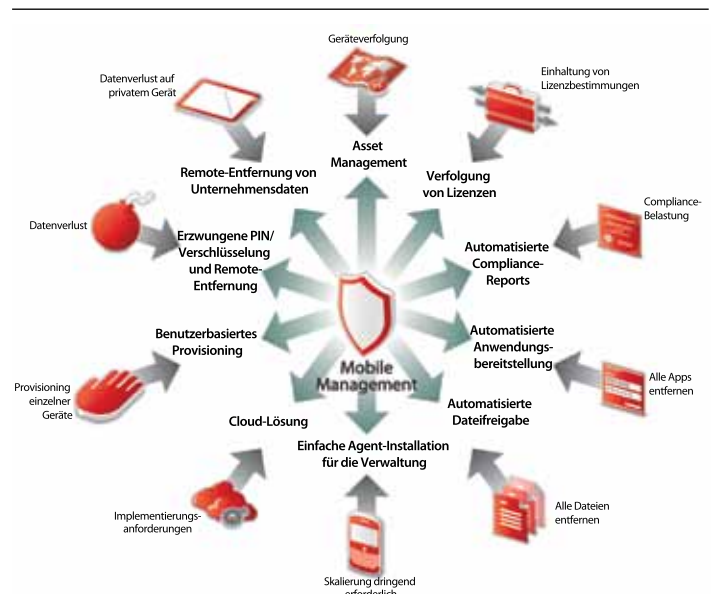 Geräteverfolgung
Datenverlust auf
privatem Gerät
Einhaltung von
Lizenzbestimmungen
Asset
Management
Remote-Entfernung von
Unternehmensdaten
Verfolgung
von Lizenzen
Datenverlust
Erzwungene PIN/
Verschlüsselung
und Remote-
Entfernung
Compliance-
Belastung
Automatisierte
Compliance-
Reports
Benutzerbasiertes
Provisioning
Mobile
Management
Automatisierte
Anwendungs-
bereitstellung
Provisioning
einzelner
Geräte
Alle Apps
entfernen
Cloud-Lösung
Automatisierte
Dateifreigabe
Einfache Agent-Installation
für die Verwaltung
Implementierungs-
anforderungen
Alle Dateien
entfernen
Skalierung dringend
erforderlich